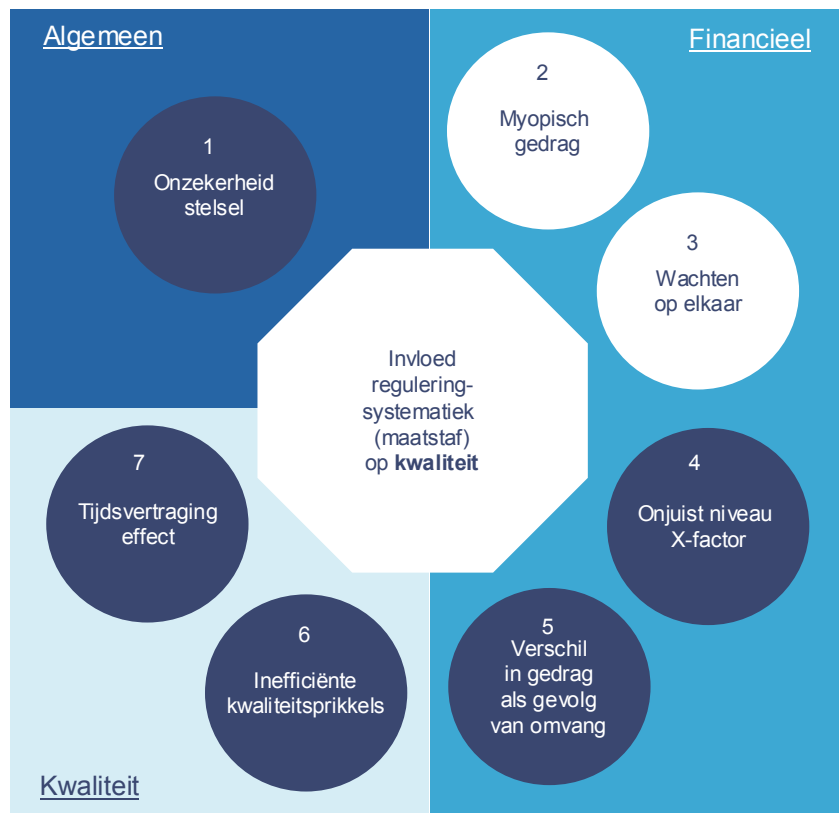 Algemeen
Financieel
1
Onzekerheid
stelsel
2
Myopisch
gedrag
3
Wachten
op elkaar
Invloed
regulering-
systematiek
(maatstaf)
op kwaliteit
4
Onjuist niveau
X-factor
5
Verschil
in gedrag
als gevolg
van omvang
6
Inefficiënte
kwaliteitsprikkels
7
Tijdsvertraging
effect
Kwaliteit